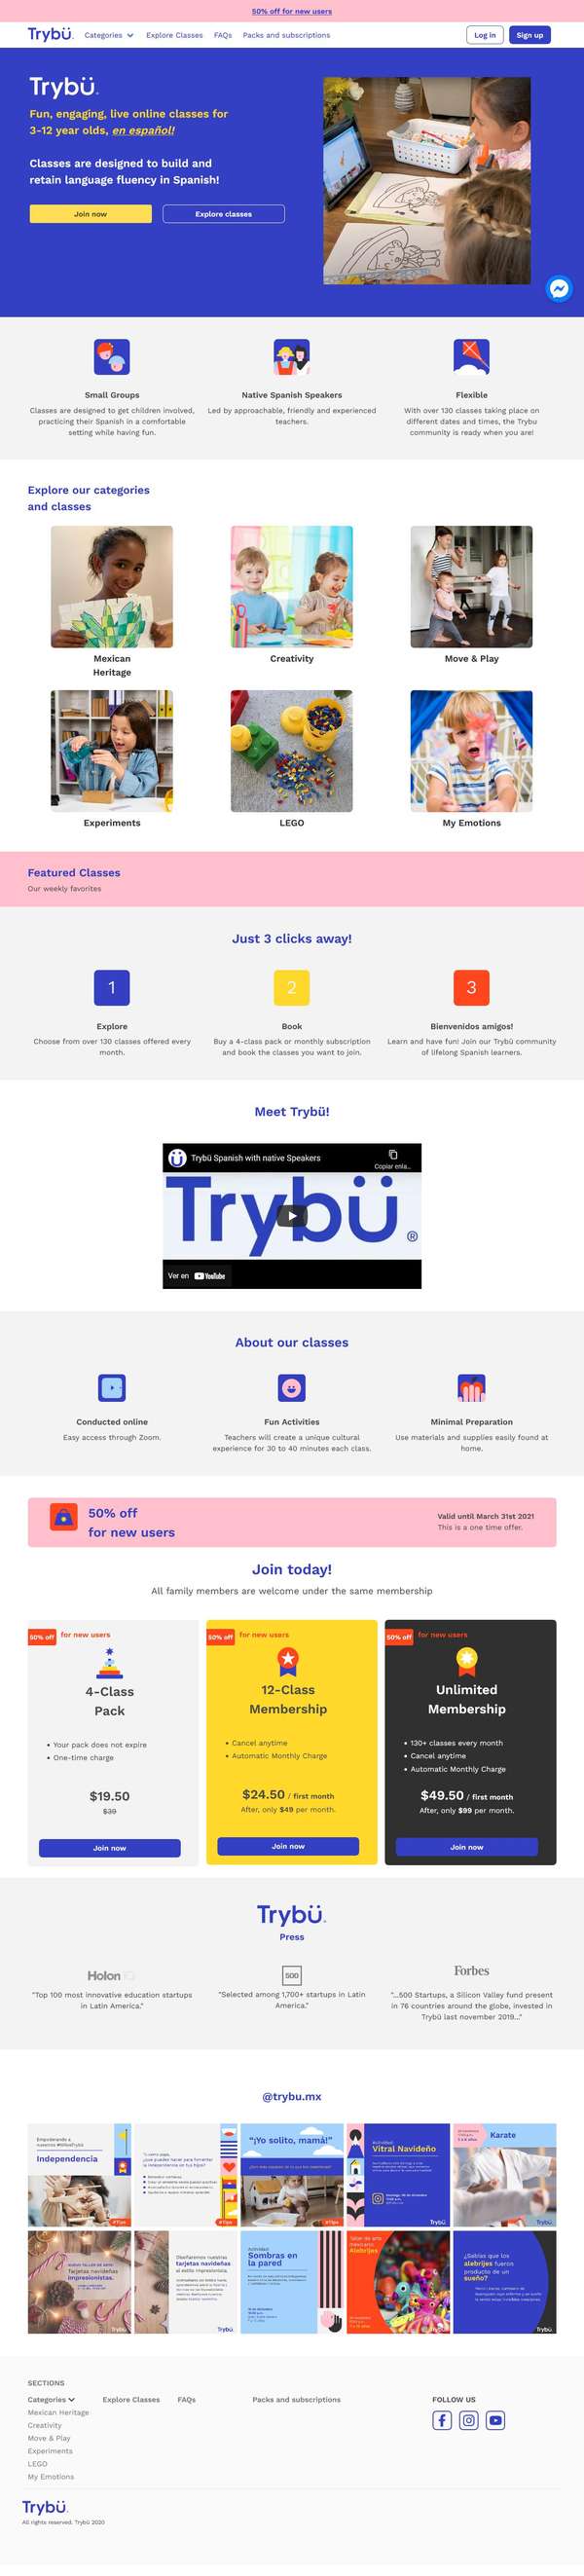 50% off for new users
Trybü.
Categories
Explore Classes
FAQs
Packs and subscriptions
Log in
Sign up
Trybü.
Fun, engaging, live online classes for
3-12 year olds, en español!
Classes are designed to build and
retain language fluency in Spanish!
Join now
Explore classes
Small Groups
Classes are designed to get children involved,
practicing their Spanish in a comfortable
setting while having fun.
Native Spanish Speakers
Led by approachable, friendly and experienced
teachers.
Flexible
With over 130 classes taking place on
different dates and times, the Trybu
community is ready when you are!
Explore our categories
and classes
Mexican
Heritage
Creativity
Move & Play
Experiments
LEGO
My Emotions
Featured Classes
Our weekly favorites
Just 3 clicks away!
1
Explore
Choose from over 130 classes offered every
month.
2
Book
Buy a 4-class pack or monthly subscription
and book the classes you want to join.
3
Bienvenidos amigos!
Learn and have fun! Join our Trybü community
of lifelong Spanish learners.
Meet Trybü!
Trybü Spanish with native Speakers
Copiar enla...
Trybü®
Ver en YouTube
About our classes
Conducted online
Easy access through Zoom.
Fun Activities
Teachers will create a unique cultural
experience for 30 to 40 minutes each class.
Minimal Preparation
Use materials and supplies easily found at
home.
50% off
for new users
Valid until March 31st 2021
This is a one time offer.
Join today!
All family members are welcome under the same membership
50% off for new users
4-Class
Pack
• Your pack does not expire
• One-time charge
$19.50
$39
Join now
50% off for new users
12-Class
Membership
• Cancel anytime
• Automatic Monthly Charge
$24.50 / first month
After, only $49 per month.
Join now
50% off for new users
Unlimited
Membership
• 130+ classes every month
• Cancel anytime
• Automatic Monthly Charge
$49.50 / first month
After, only $99 per month.
Join now
Trybü.
Press
Holon IQ
"Top 100 most innovative education startups
in Latin America."
500
"Selected among 1,700+ startups in Latin
America."
Forbes
"...500 Startups, a Silicon Valley fund present
in 76 countries around the globe, invested in
Trybü last november 2019..."
@trybu.mx
Independencia
#Tips
#Tips
"¡Yo solito, mamá!"
#Tips
Actividad:
Vitral Navideño
Trybü.
Karate
Trybü.
tarjetas navideñas
impresionistas.
Trybü.
Diseñaremos nuestras
tarjetas navideñas
al estilo impresionista.
Trybü.
Actividad:
Sombras en
la pared
Alebrijes
¿Sabías que los
alebrijes fueron
producto de un
sueño?
Trybü.
SECTIONS
Categories
Explore Classes
FAQs
Packs and subscriptions
FOLLOW US
Mexican Heritage
Creativity
Move & Play
Experiments
LEGO
My Emotions
Trybü.
All rights reserved. Trybü 2020